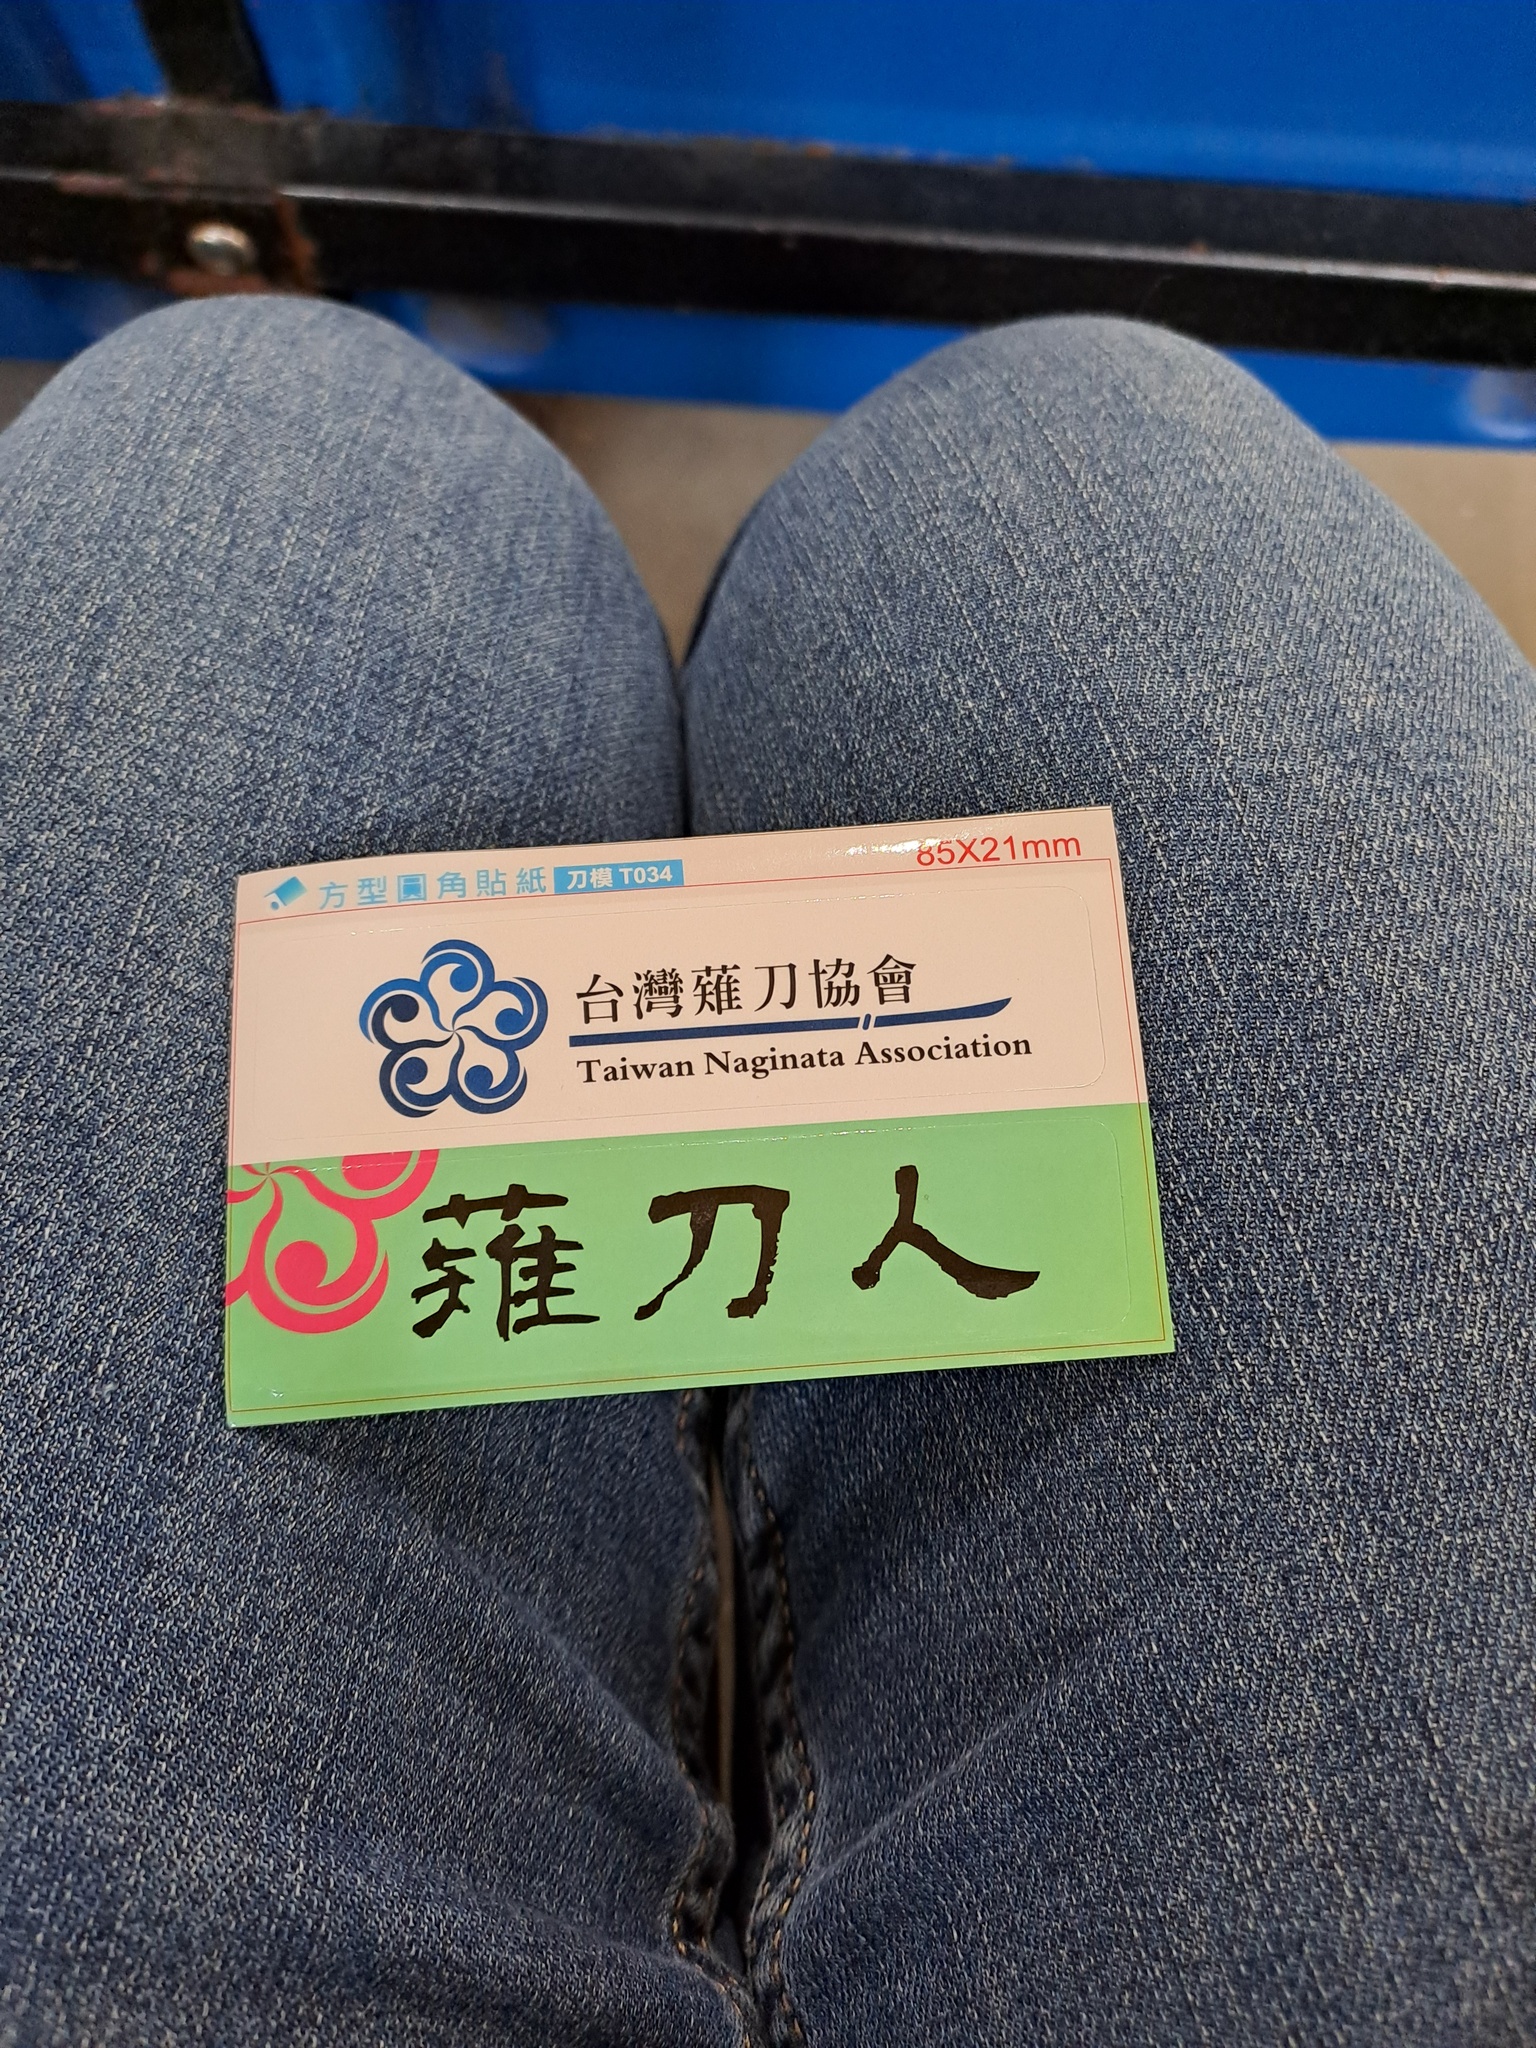 方型圓角貼紙 刀模 T034 85X21mm
台灣薙刀協會
Taiwan Naginata Association
薙刀人